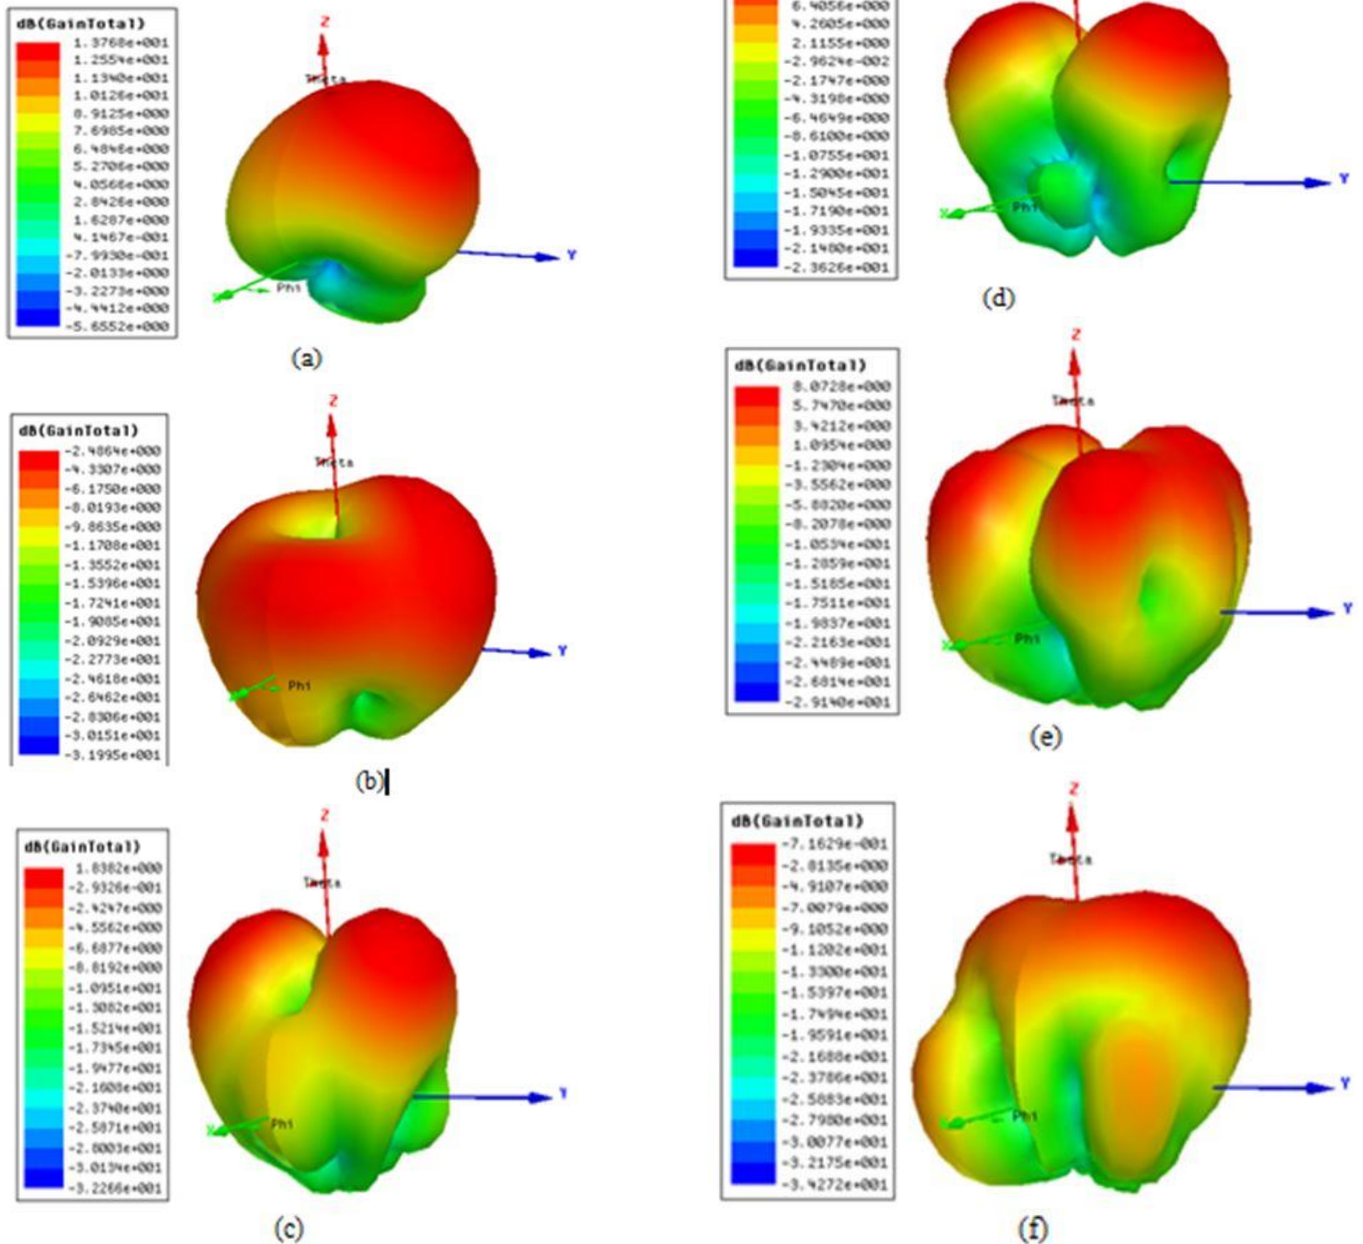 dB(GainTotal)
1.3768e+001
1.2554e+001
1.1340e+001
1.0126e+001
8.9125e+000
7.6985e+000
6.4846e+000
5.2706e+000
4.0566e+000
2.8426e+000
1.6287e+000
4.1467e-001
-7.9930e-001
-2.0133e+000
-3.2273e+000
-4.4412e+000
-5.6552e+000
Z
Theta
Y
X
Phi
(a)
dB(GainTotal)
-2.4864e+000
-4.3307e+000
-6.1750e+000
-8.0193e+000
-9.8635e+000
-1.1708e+001
-1.3552e+001
-1.5396e+001
-1.7241e+001
-1.9085e+001
-2.0929e+001
-2.2773e+001
-2.4618e+001
-2.6462e+001
-2.8306e+001
-3.0151e+001
-3.1995e+001
Z
Theta
Y
Phi
(b)
dB(GainTotal)
1.8382e+000
-2.9326e-001
-2.4247e+000
-4.5562e+000
-6.6877e+000
-8.8192e+000
-1.0951e+001
-1.3082e+001
-1.5214e+001
-1.7345e+001
-1.9477e+001
-2.1608e+001
-2.3740e+001
-2.5871e+001
-2.8003e+001
-3.0134e+001
-3.2266e+001
Z
Theta
Y
X
Phi
(c)
6.4056e+000
4.2605e+000
2.1155e+000
-2.9624e-002
-2.1747e+000
-4.3198e+000
-6.4649e+000
-8.6100e+000
-1.0755e+001
-1.2900e+001
-1.5045e+001
-1.7190e+001
-1.9335e+001
-2.1480e+001
-2.3626e+001
Y
X
Phi
(d)
dB(GainTotal)
8.0728e+000
5.7470e+000
3.4212e+000
1.0954e+000
-1.2304e+000
-3.5562e+000
-5.8820e+000
-8.2078e+000
-1.0534e+001
-1.2859e+001
-1.5185e+001
-1.7511e+001
-1.9837e+001
-2.2163e+001
-2.4489e+001
-2.6814e+001
-2.9140e+001
Z
Theta
Y
X
Phi
(e)
dB(GainTotal)
-7.1629e-001
-2.8135e+000
-4.9107e+000
-7.0079e+000
-9.1052e+000
-1.1202e+001
-1.3300e+001
-1.5397e+001
-1.7494e+001
-1.9591e+001
-2.1688e+001
-2.3786e+001
-2.5883e+001
-2.7980e+001
-3.0077e+001
-3.2175e+001
-3.4272e+001
Z
Theta
Y
X
Phi
(f)